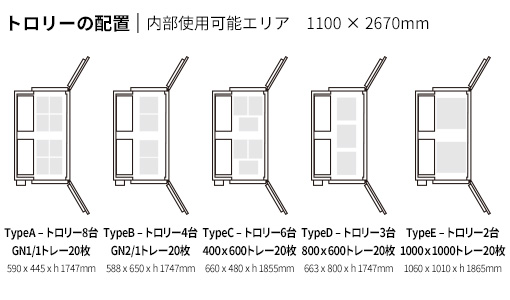 トロリーの配置 | 内部使用可能エリア　1100 × 2670mm
TypeA – トロリー8台
GN1/1トレー20枚
590 x 445 x h 1747mm
TypeB – トロリー4台
GN2/1トレー20枚
588 x 650 x h 1747mm
TypeC – トロリー6台
400 x 600トレー20枚
660 x 480 x h 1855mm
TypeD – トロリー3台
800 x 600トレー20枚
663 x 800 x h 1747mm
TypeE – トロリー2台
1000 x 1000トレー20枚
1060 x 1010 x h 1865mm